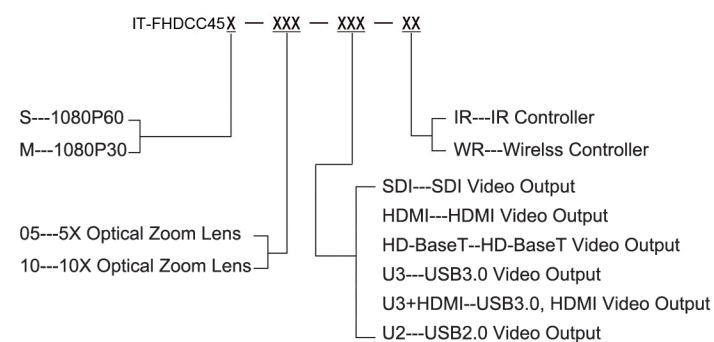 IT-FHDCC45X — XXX — XXX — XX
S---1080P60
M---1080P30
IR---IR Controller
WR---Wirelss Controller
05---5X Optical Zoom Lens
10---10X Optical Zoom Lens
SDI---SDI Video Output
HDMI---HDMI Video Output
HD-BaseT--HD-BaseT Video Output
U3---USB3.0 Video Output
U3+HDMI--USB3.0, HDMI Video Output
U2---USB2.0 Video Output